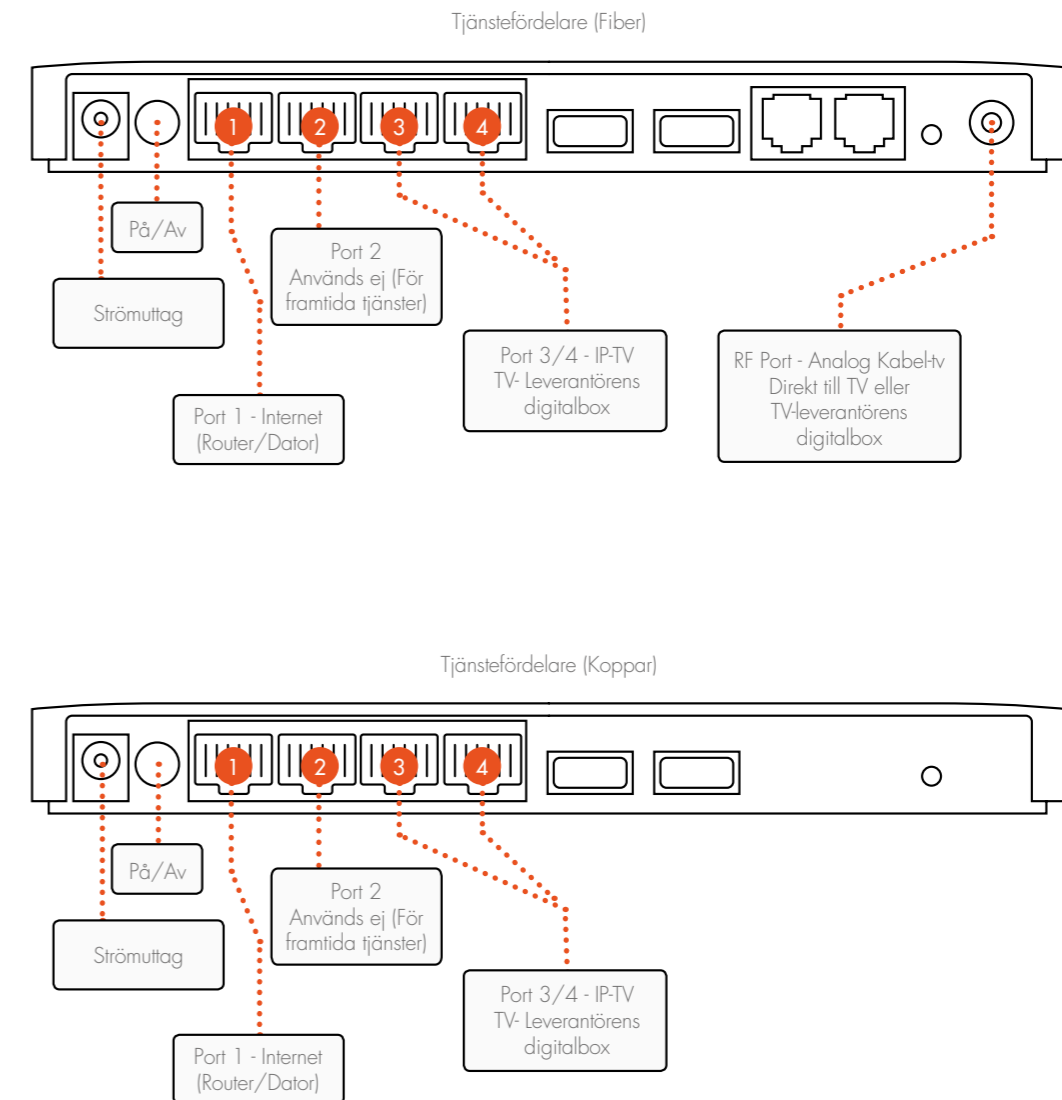 Tjänstefördelare (Fiber)
1
2
3
4
På/Av
Strömuttag
Port 2
Används ej (För
framtida tjänster)
Port 1 - Internet
(Router/Dator)
Port 3/4 - IP-TV
TV- Leverantörens
digitalbox
RF Port - Analog Kabel-tv
Direkt till TV eller
TV-leverantörens
digitalbox
Tjänstefördelare (Koppar)
1
2
3
4
På/Av
Strömuttag
Port 2
Används ej (För
framtida tjänster)
Port 1 - Internet
(Router/Dator)
Port 3/4 - IP-TV
TV- Leverantörens
digitalbox